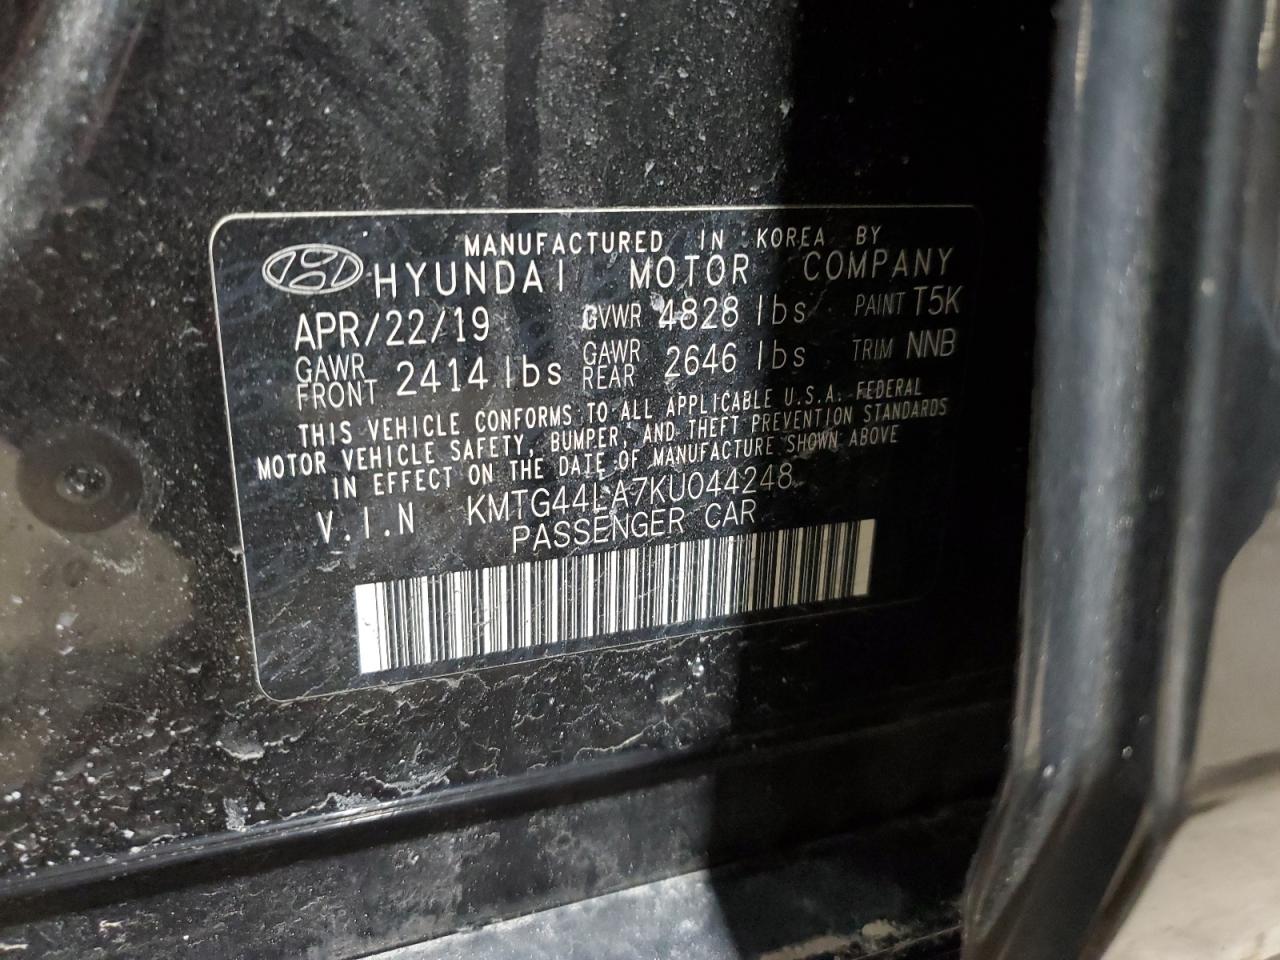 MANUFACTURED IN KOREA BY
HYUNDAI MOTOR COMPANY
APR/22/19 GVWR 4828 lbs PAINT T5K
GAWR FRONT 2414 lbs GAWR REAR 2646 lbs TRIM NNB
THIS VEHICLE CONFORMS TO ALL APPLICABLE U.S.A. FEDERAL
MOTOR VEHICLE SAFETY, BUMPER, AND THEFT PREVENTION STANDARDS
IN EFFECT ON THE DATE OF MANUFACTURE SHOWN ABOVE
V.I.N KMTG44LA7KU044248
PASSENGER CAR